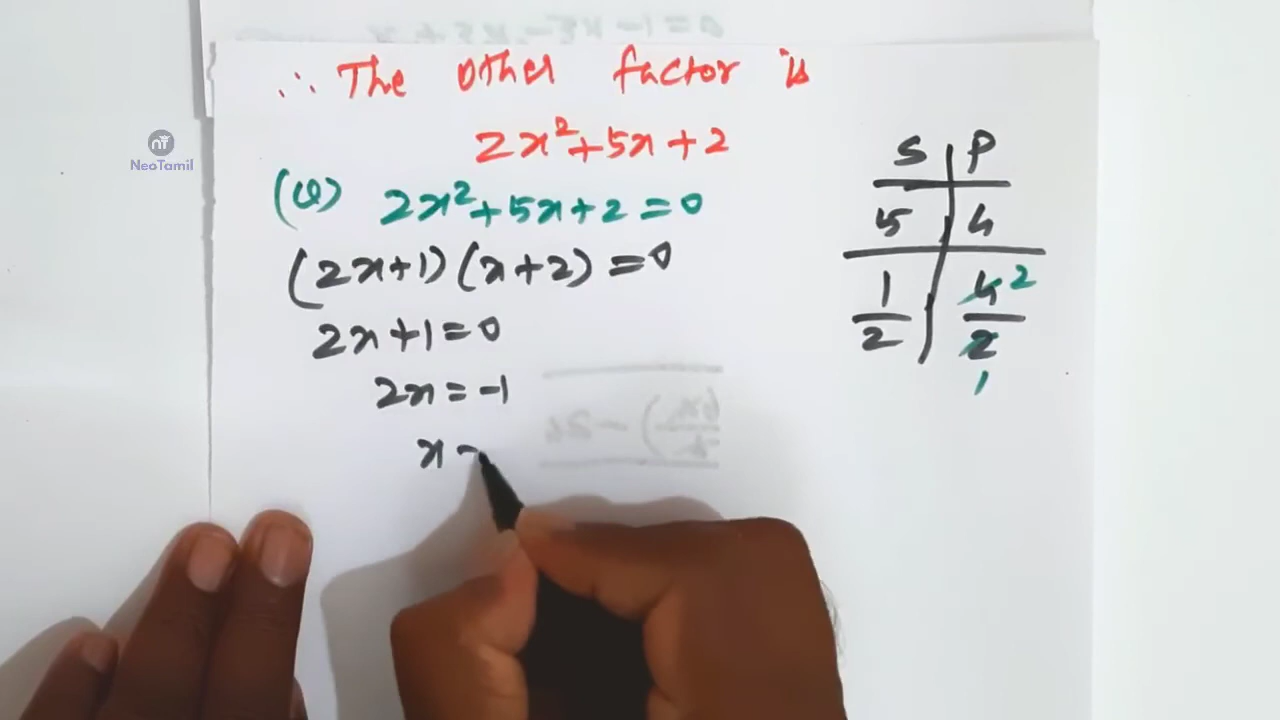 ∴ The other factor is
2x²+5x+2
(ie) 2x²+5x+2=0
(2x+1)(x+2)=0
2x+1=0
2x=-1
x
S P
5 4
1/2 4/2 2
1
NeoTamil